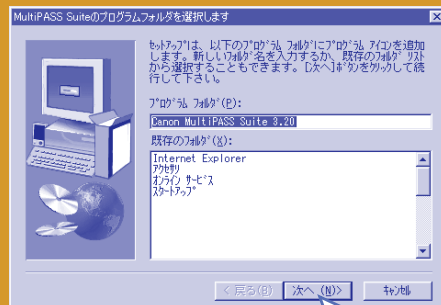 MultiPASS Suiteのプログラムフォルダを選択します
ｾｯﾄｱｯﾌﾟは、以下のﾌﾟﾛｸﾞﾗﾑ ﾌｫﾙﾀﾞにﾌﾟﾛｸﾞﾗﾑ ｱｲｺﾝを追加
します。新しいﾌｫﾙﾀﾞ名を入力するか、既存のﾌｫﾙﾀﾞ ﾘｽﾄ
から選択することもできます。[次へ]ﾎﾞﾀﾝをｸﾘｯｸして続
行して下さい。
ﾌﾟﾛｸﾞﾗﾑ ﾌｫﾙﾀﾞ(P):
Canon MultiPASS Suite 3.20
既存のﾌｫﾙﾀﾞ(X):
Internet Explorer
ｱｸｾｻﾘ
ｵﾝﾗｲﾝ ｻｰﾋﾞｽ
ｽﾀｰﾄｱｯﾌﾟ
< 戻る(B)
次へ (N)>
ｷｬﾝｾﾙ